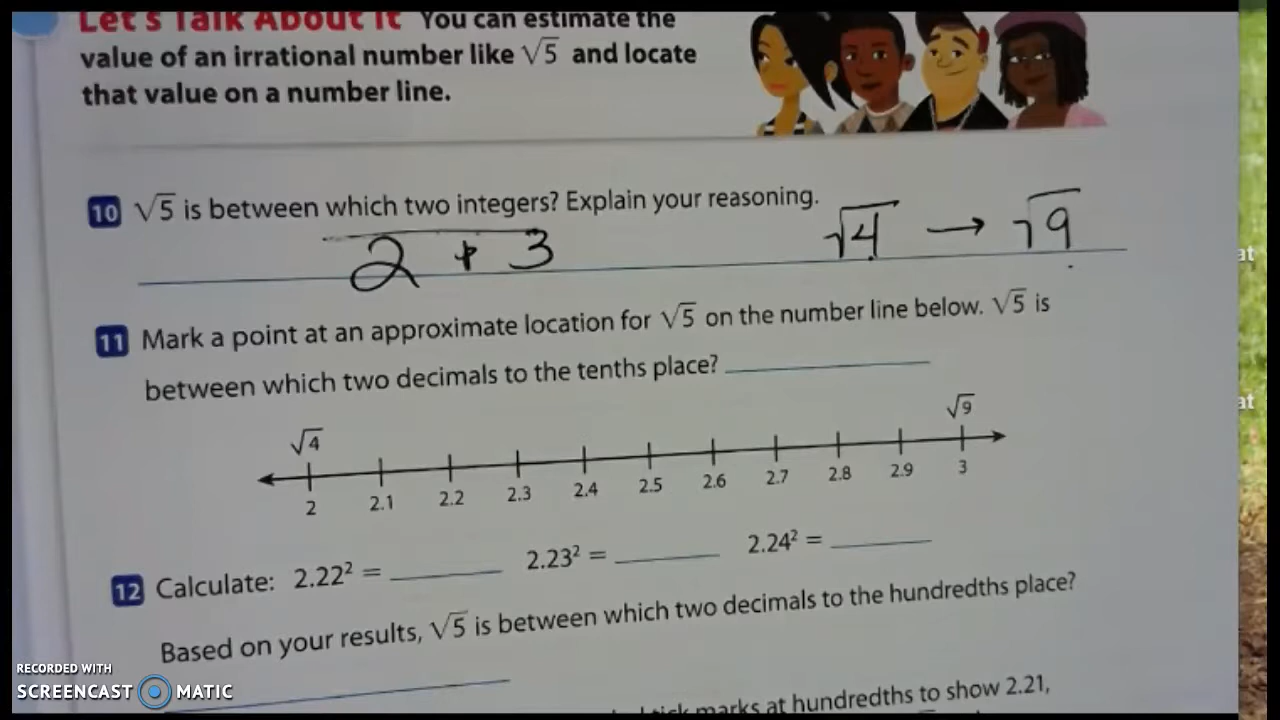 Let's Talk About It You can estimate the
value of an irrational number like √5 and locate
that value on a number line.
10 √5 is between which two integers? Explain your reasoning.
2 + 3 √4 → √9
11 Mark a point at an approximate location for √5 on the number line below. √5 is
between which two decimals to the tenths place?
√4 √9
2 2.1 2.2 2.3 2.4 2.5 2.6 2.7 2.8 2.9 3
12 Calculate: 2.22² = 2.23² = 2.24² =
Based on your results, √5 is between which two decimals to the hundredths place?
marks at hundredths to show 2.21,
RECORDED WITH
SCREENCAST MATIC
at
at